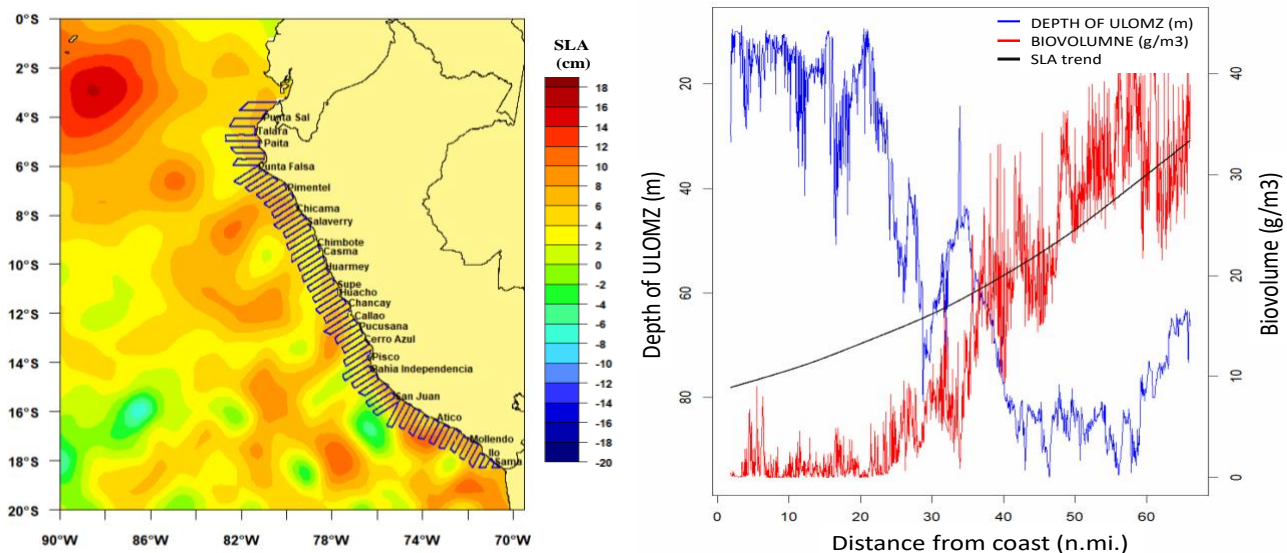 0°S
2°S
4°S
6°S
8°S
10°S
12°S
14°S
16°S
18°S
20°S
90°W
86°W
82°W
78°W
74°W
70°W
Punta Sal
Talara
Paita
Punta Falsa
Pimentel
Chicama
Salaverry
Chimbote
Casma
Huarmey
Supe
Huacho
Chancay
Callao
Pucusana
Cerro Azul
Pisco
Bahia Independencia
San Juan
Atico
Mollendo
Ilo
Sama
SLA
(cm)
18
16
14
12
10
8
6
4
2
0
-2
-4
-6
-8
-10
-12
-14
-16
-18
-20
DEPTH OF ULOMZ (m)
BIOVOLUMNE (g/m3)
SLA trend
Depth of ULOMZ (m)
20
40
60
80
0
10
20
30
40
50
60
Distance from coast (n.mi.)
40
30
20
10
0
Biovolume (g/m3)